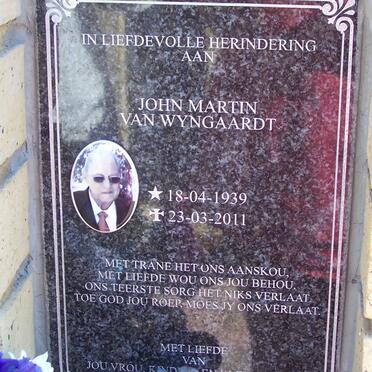 IN LIEFDEVOLLE HERINDERING
AAN
JOHN MARTIN
VAN WYNGAARDT
18-04-1939
23-03-2011
MET TRANE HET ONS AANSKOU,
MET LIEFDE WOU ONS JOU BEHOU,
ONS TEERSTE SORG HET NIKS VERLAAT,
TOE GOD JOU ROEP, MOES JY ONS VERLAAT.
MET LIEFDE
VAN
JOU VROU,